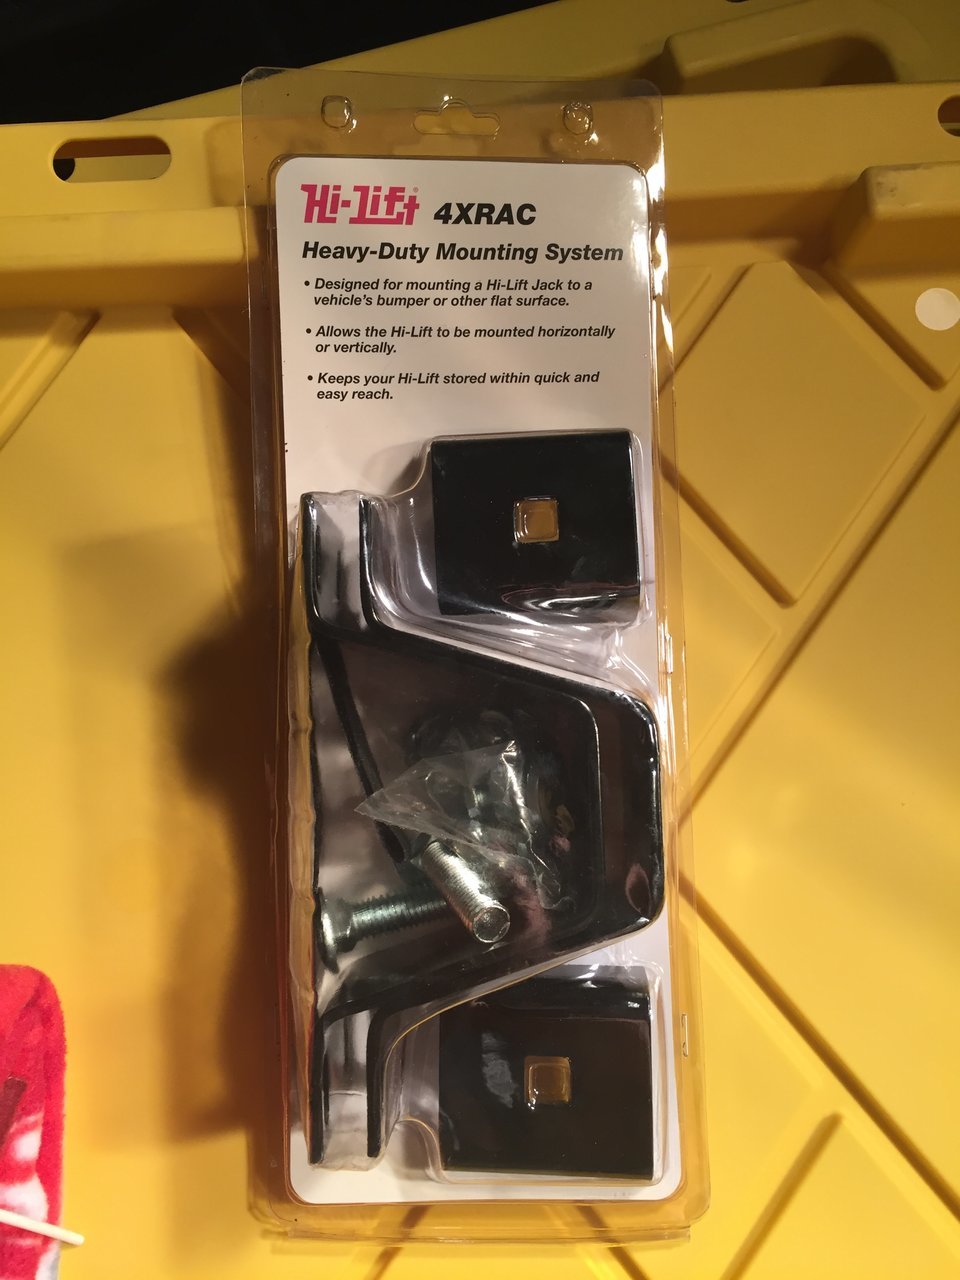 Hi-Lift® 4XRAC
Heavy-Duty Mounting System
• Designed for mounting a Hi-Lift Jack to a
vehicle's bumper or other flat surface.
• Allows the Hi-Lift to be mounted horizontally
or vertically.
• Keeps your Hi-Lift stored within quick and
easy reach.